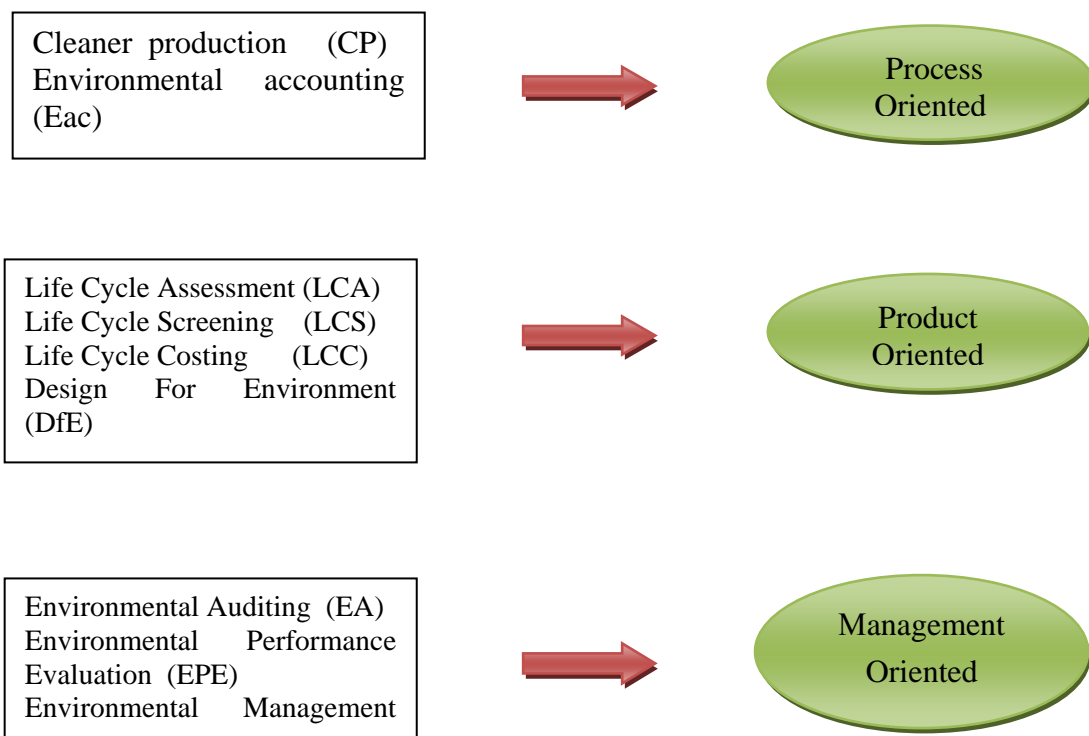 Cleaner production (CP)
Environmental accounting
(Eac)
Process
Oriented
Life Cycle Assessment (LCA)
Life Cycle Screening (LCS)
Life Cycle Costing (LCC)
Design For Environment
(DfE)
Product
Oriented
Environmental Auditing (EA)
Environmental Performance
Evaluation (EPE)
Environmental Management
Management
Oriented